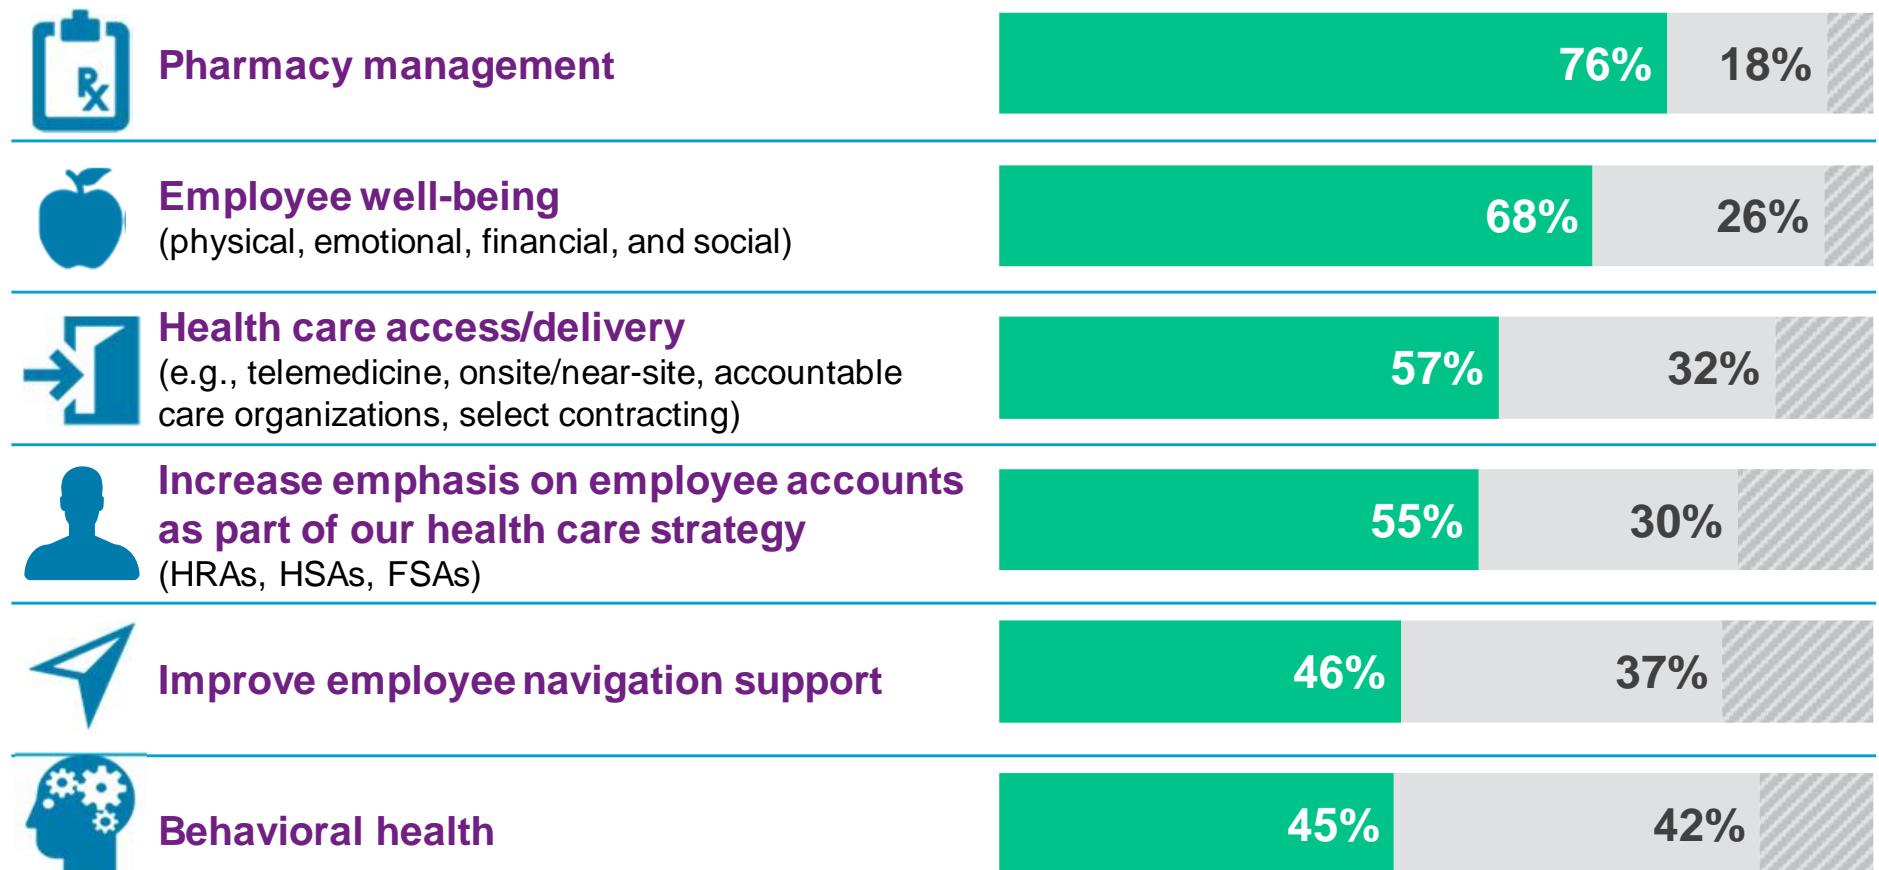 Rx
Pharmacy management
76% 18%
Employee well-being
(physical, emotional, financial, and social)
68% 26%
Health care access/delivery
(e.g., telemedicine, onsite/near-site, accountable
care organizations, select contracting)
57% 32%
Increase emphasis on employee accounts
as part of our health care strategy
(HRAs, HSAs, FSAs)
55% 30%
Improve employee navigation support
46% 37%
Behavioral health
45% 42%